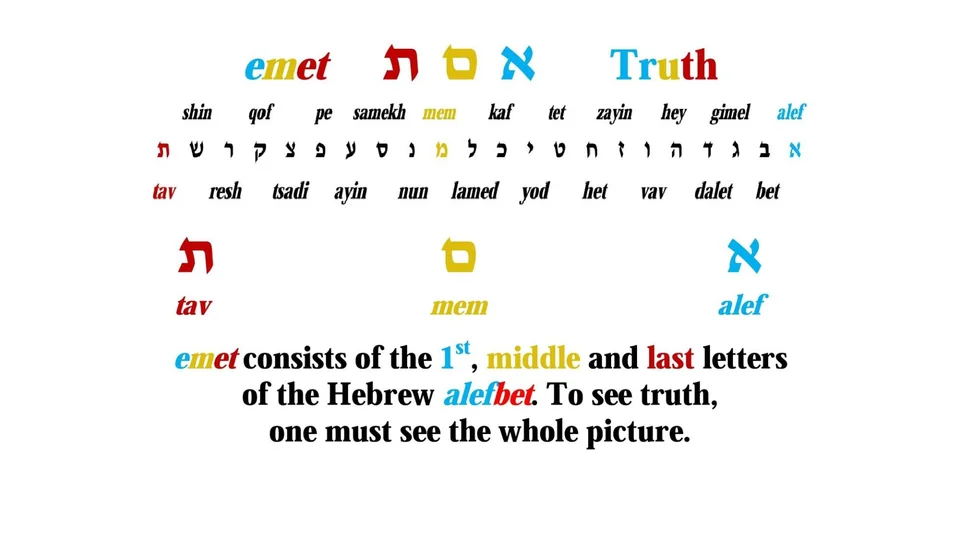 emet א ם ת Truth
shin qof pe samekh mem kaf tet zayin hey gimel alef
א ב ג ד ה ו ז ח ט י כ ל מ נ ס ע פ צ ק ר ש ת
tav resh tsadi ayin nun lamed yod het vav dalet bet
א ם ת
tav mem alef
emet consists of the 1st, middle and last letters
of the Hebrew alefbet. To see truth,
one must see the whole picture.